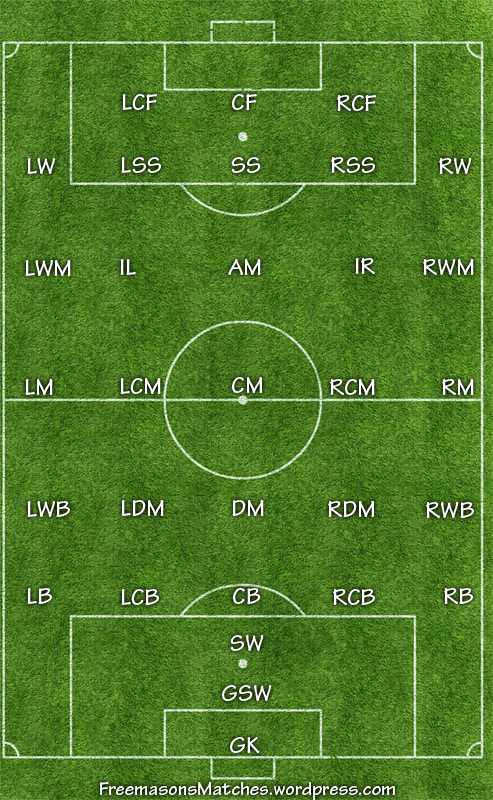 LCF CF RCF
LW LSS SS RSS RW
LWM IL AM IR RWM
LM LCM CM RCM RM
LWB LDM DM RDM RWB
LB LCB CB RCB RB
SW
GSW
GK
FreemasonsMatches.wordpress.com